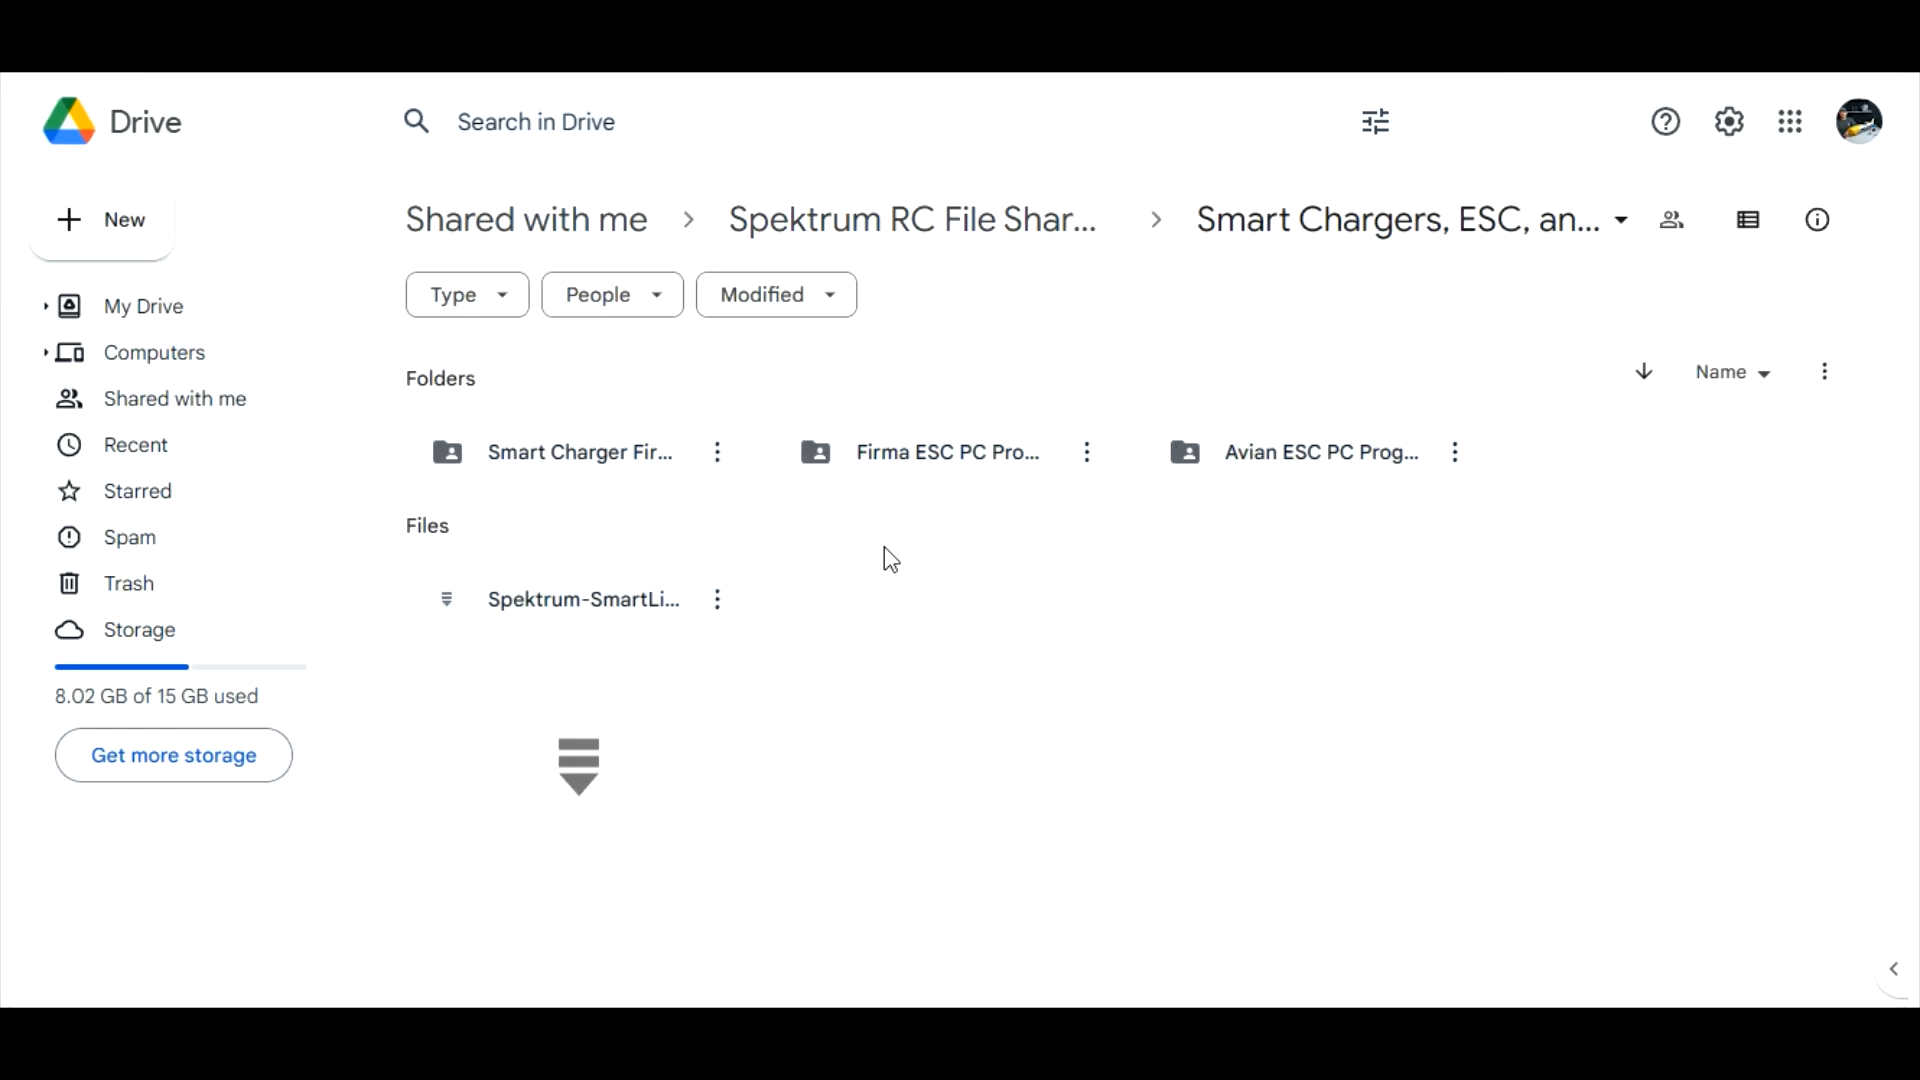 Drive
Search in Drive
New
Shared with me
Spektrum RC File Shar...
Smart Chargers, ESC, an...
Type
People
Modified
My Drive
Computers
Shared with me
Recent
Starred
Spam
Trash
Storage
8.02 GB of 15 GB used
Get more storage
Folders
Name
Smart Charger Fir...
Firma ESC PC Pro...
Avian ESC PC Prog...
Files
Spektrum-SmartLi...